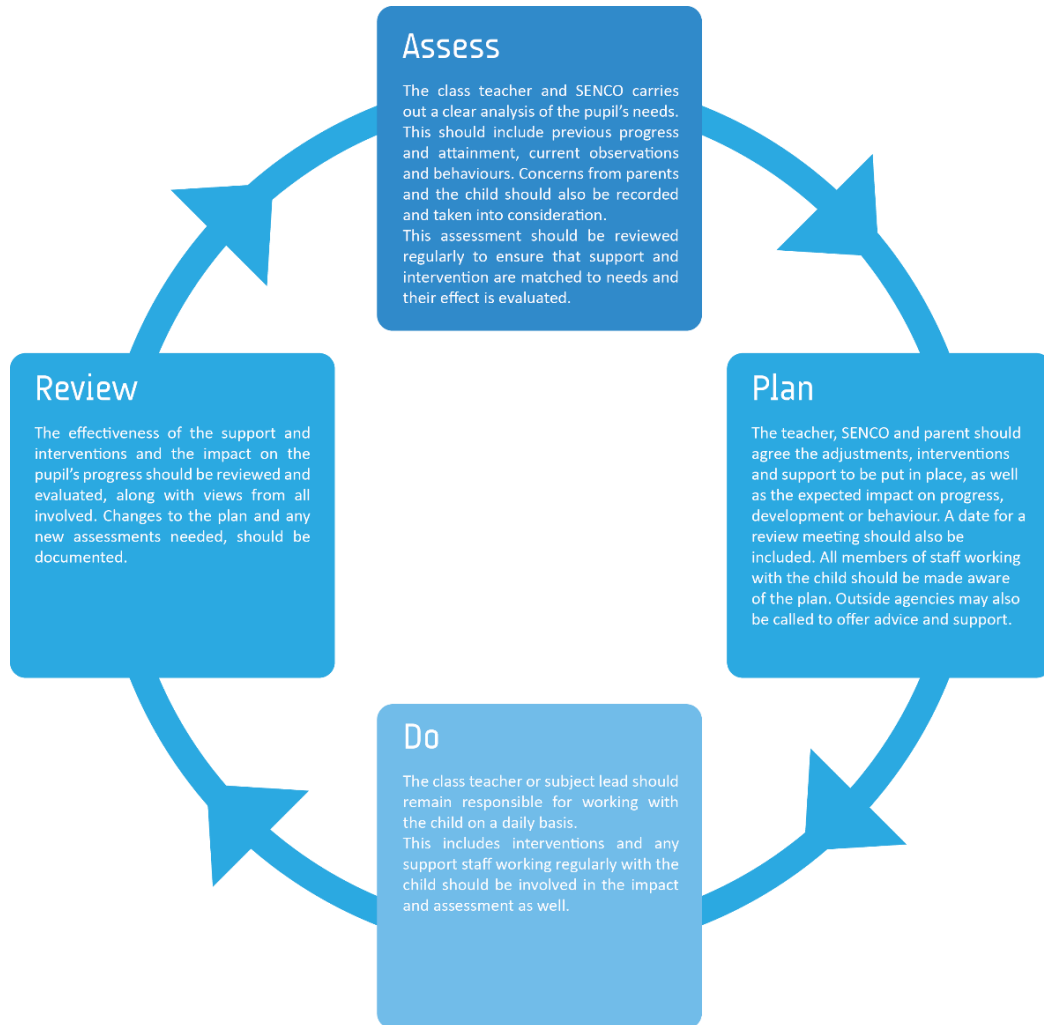 Assess
The class teacher and SENCO carries
out a clear analysis of the pupil's needs.
This should include previous progress
and attainment, current observations
and behaviours. Concerns from parents
and the child should also be recorded
and taken into consideration.
This assessment should be reviewed
regularly to ensure that support and
intervention are matched to needs and
their effect is evaluated.
Plan
The teacher, SENCO and parent should
agree the adjustments, interventions
and support to be put in place, as well
as the expected impact on progress,
development or behaviour. A date for a
review meeting should also be
included. All members of staff working
with the child should be made aware
of the plan. Outside agencies may also
be called to offer advice and support.
Do
The class teacher or subject lead should
remain responsible for working with
the child on a daily basis.
This includes interventions and any
support staff working regularly with the
child should be involved in the impact
and assessment as well.
Review
The effectiveness of the support and
interventions and the impact on the
pupil's progress should be reviewed and
evaluated, along with views from all
involved. Changes to the plan and any
new assessments needed, should be
documented.